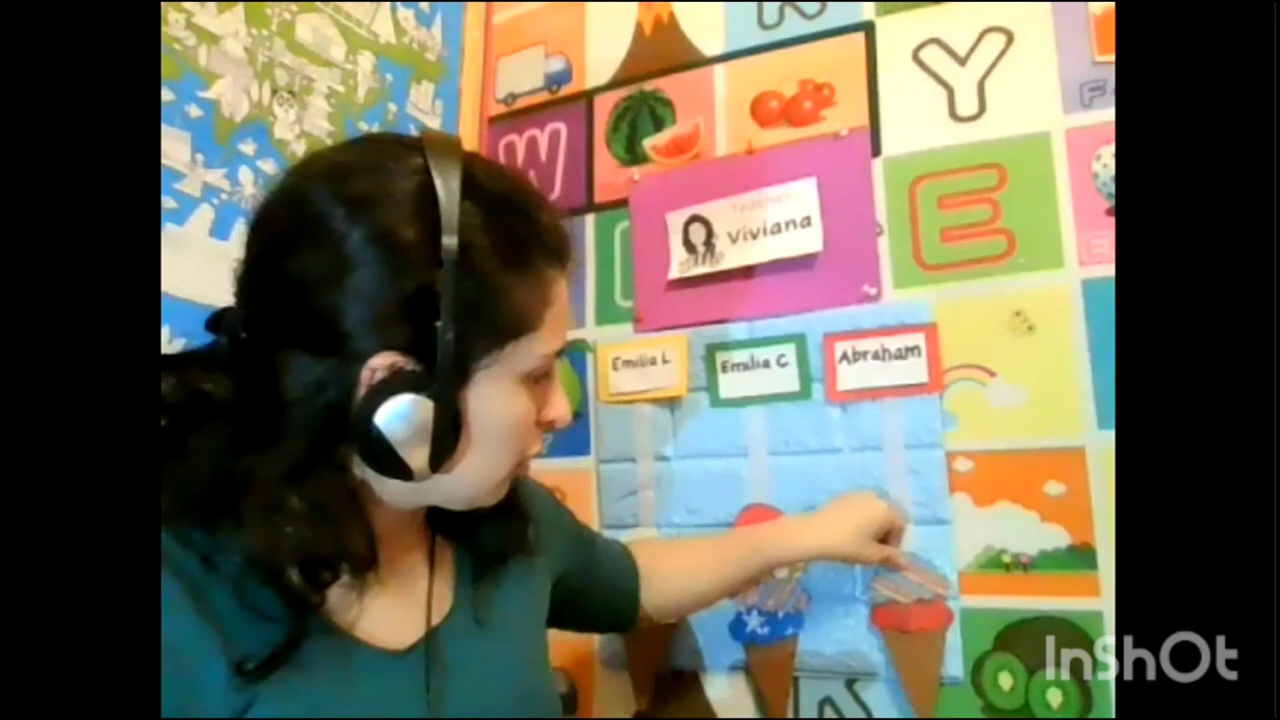 Y
W
Teacher
Viviana
E
Emilia L
Emilia C
Abraham
InShOt